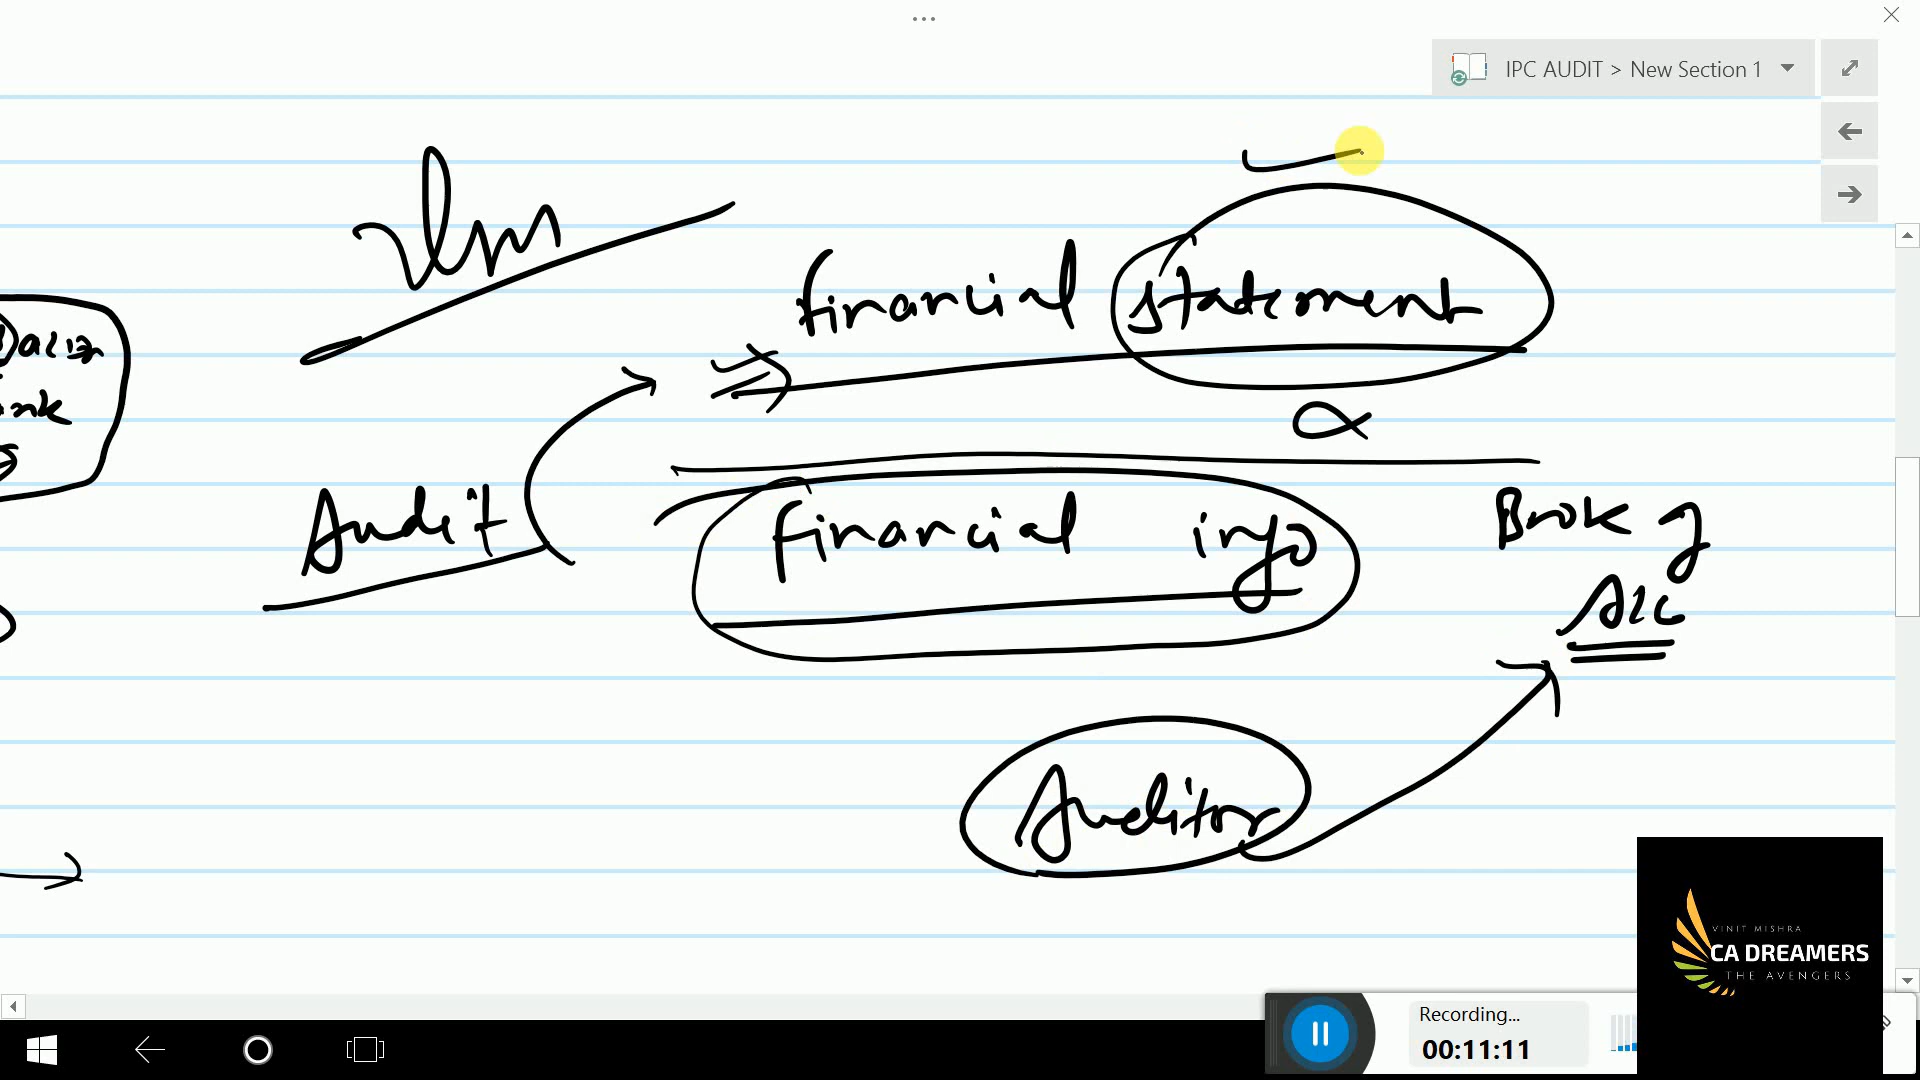 IPC AUDIT > New Section 1
financial statement
Audit
financial info
Book of
A/c
Auditor
VINIT MISHRA
CA DREAMERS
THE AVENGERS
Recording...
00:11:11